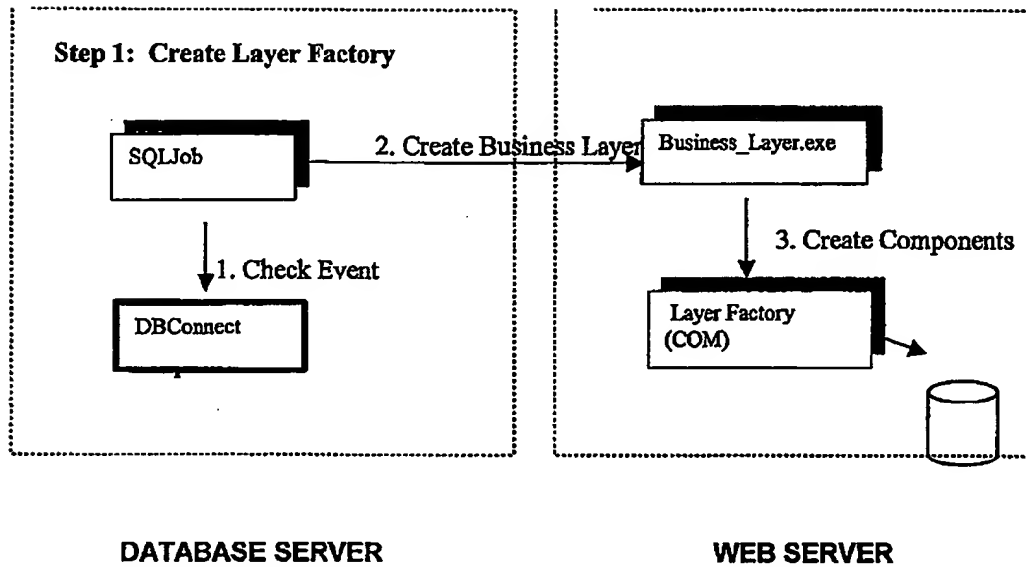 Step 1: Create Layer Factory
SQLJob
2. Create Business Layer
Business_Layer.exe
3. Create Components
1. Check Event
DBConnect
Layer Factory
(COM)
DATABASE SERVER
WEB SERVER